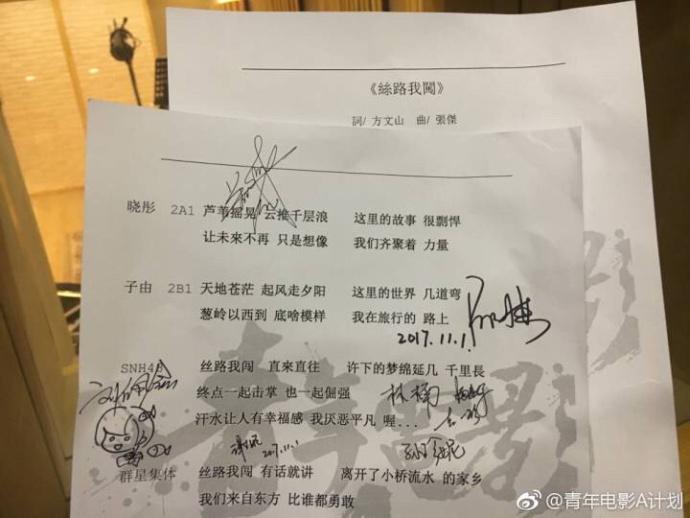 《絲路我闖》
詞/ 方文山 曲/ 張傑
晓彤 2A1 芦苇摇晃 云推千层浪 这里的故事 很剽悍
让未來不再 只是想像 我们齐聚着 力量
子由 2B1 天地苍茫 起风走夕阳 这里的世界 几道弯
葱岭以西到 底啥模样 我在旅行的 路上
2017.11.1
SNH48 丝路我闯 直來直往 许下的梦绵延几 千里長
终点一起击掌 也一起倔强
汗水让人有幸福感 我厌恶平凡 喔...
2017.11.1
群星集体 丝路我闯 有话就讲 离开了小桥流水 的家乡
我们来自东方 比谁都勇敢
青年电影
@青年电影A计划